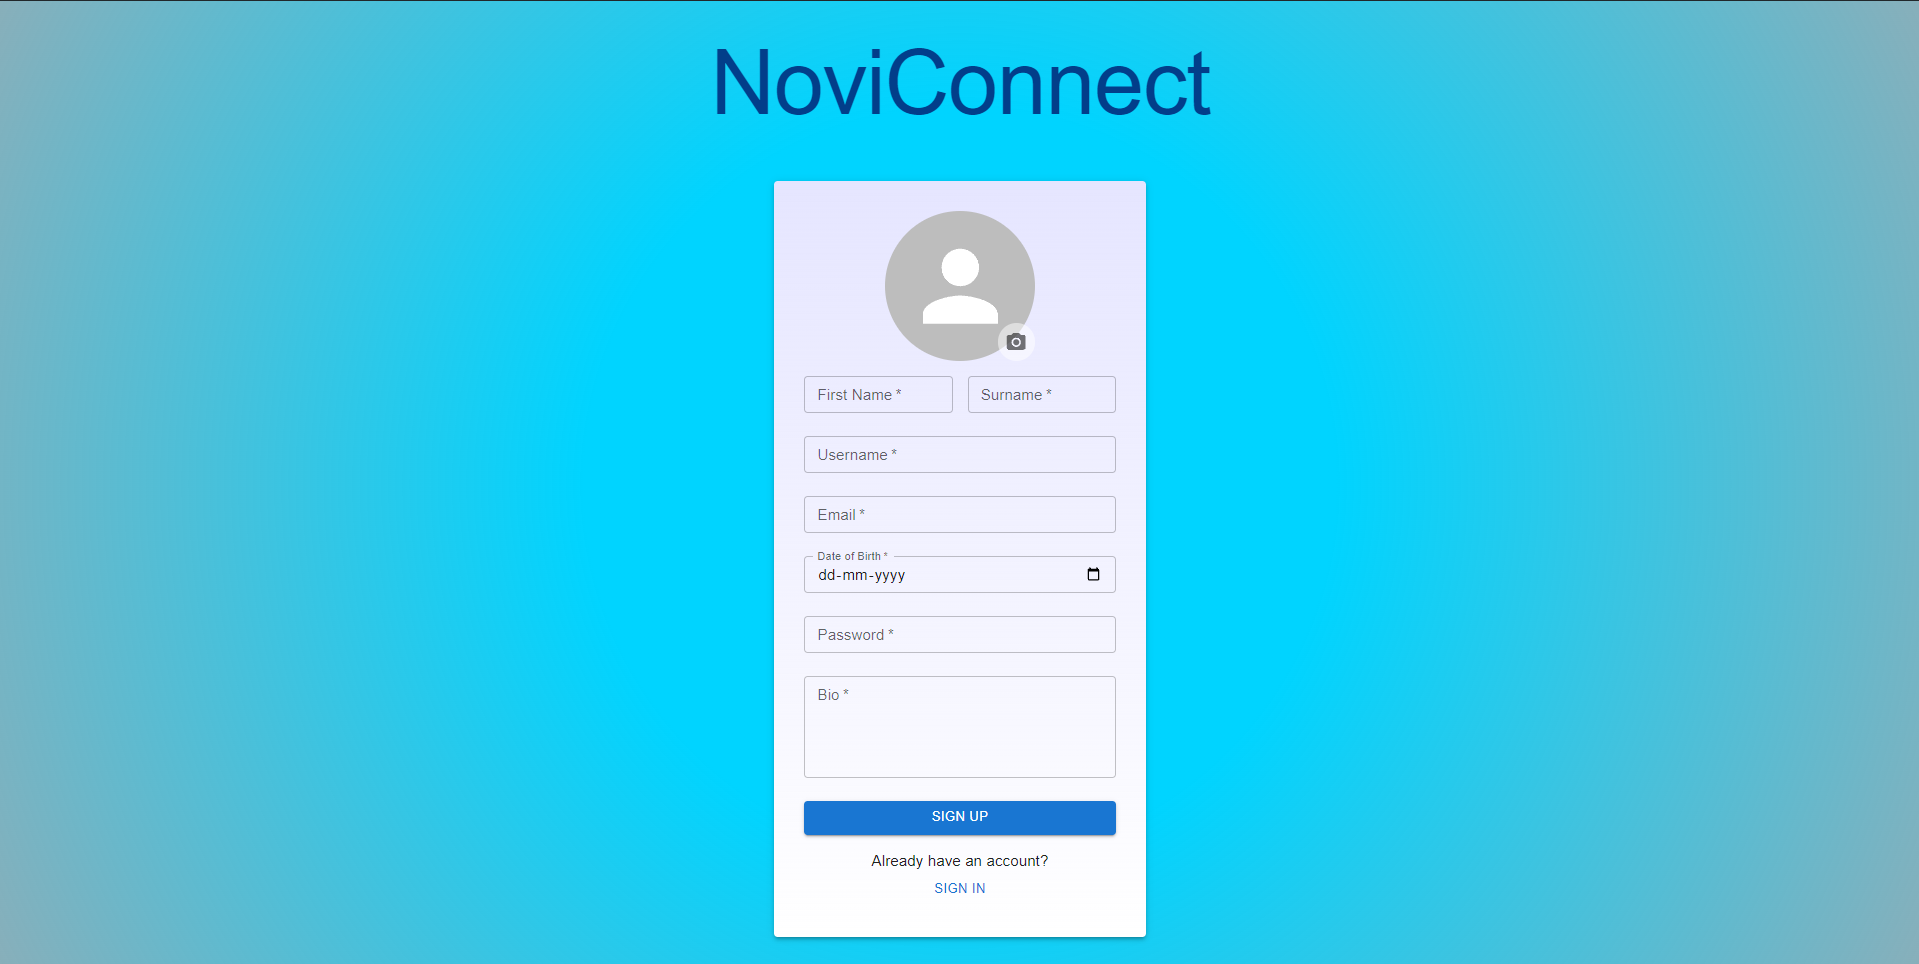 NoviConnect
First Name *
Surname *
Username *
Email *
Date of Birth *
dd-mm-yyyy
Password *
Bio *
SIGN UP
Already have an account?
SIGN IN